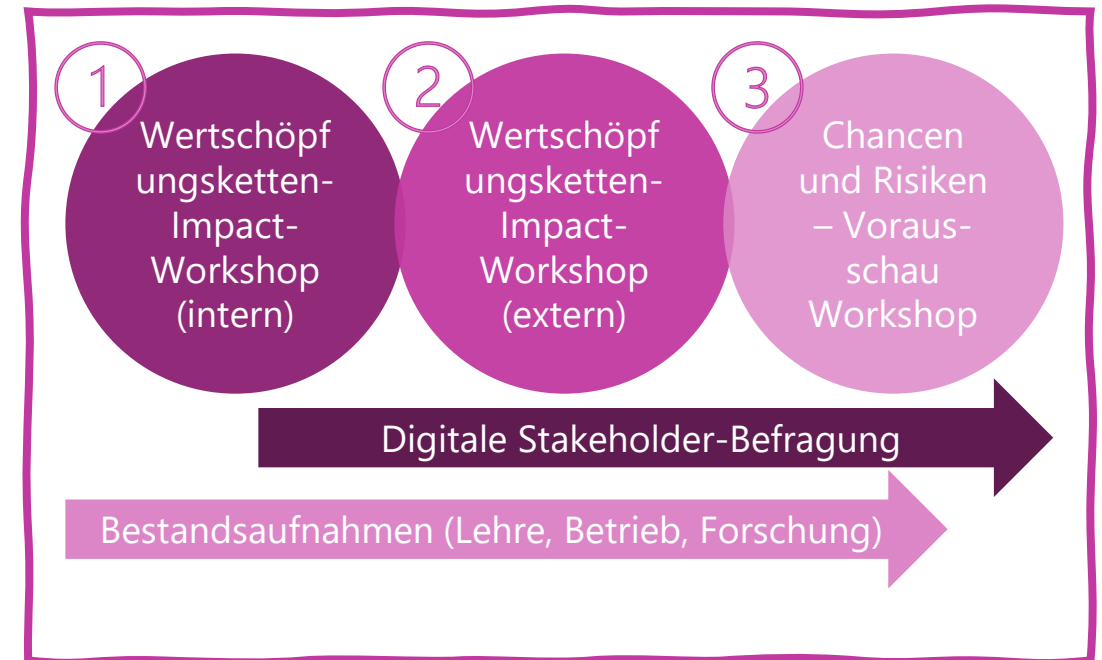 1
Wertschöpf
ungsketten-
Impact-
Workshop
(intern)
2
Wertschöpf
ungsketten-
Impact-
Workshop
(extern)
3
Chancen
und Risiken
– Voraus-
schau
Workshop
Digitale Stakeholder-Befragung
Bestandsaufnahmen (Lehre, Betrieb, Forschung)